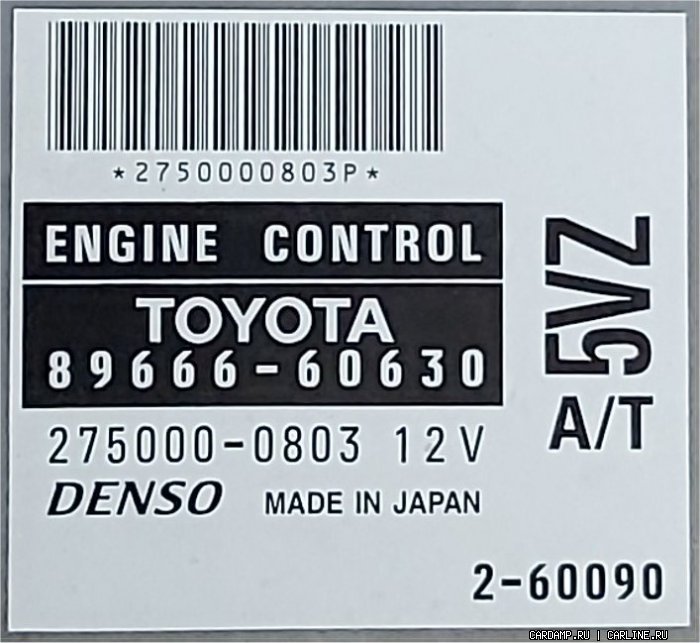 *2750000803P*
ENGINE CONTROL
TOYOTA
89666-60630
275000-0803 12V
DENSO MADE IN JAPAN
5VZ
A/T
2-60090
CARDAMP.RU | CARLINE.RU